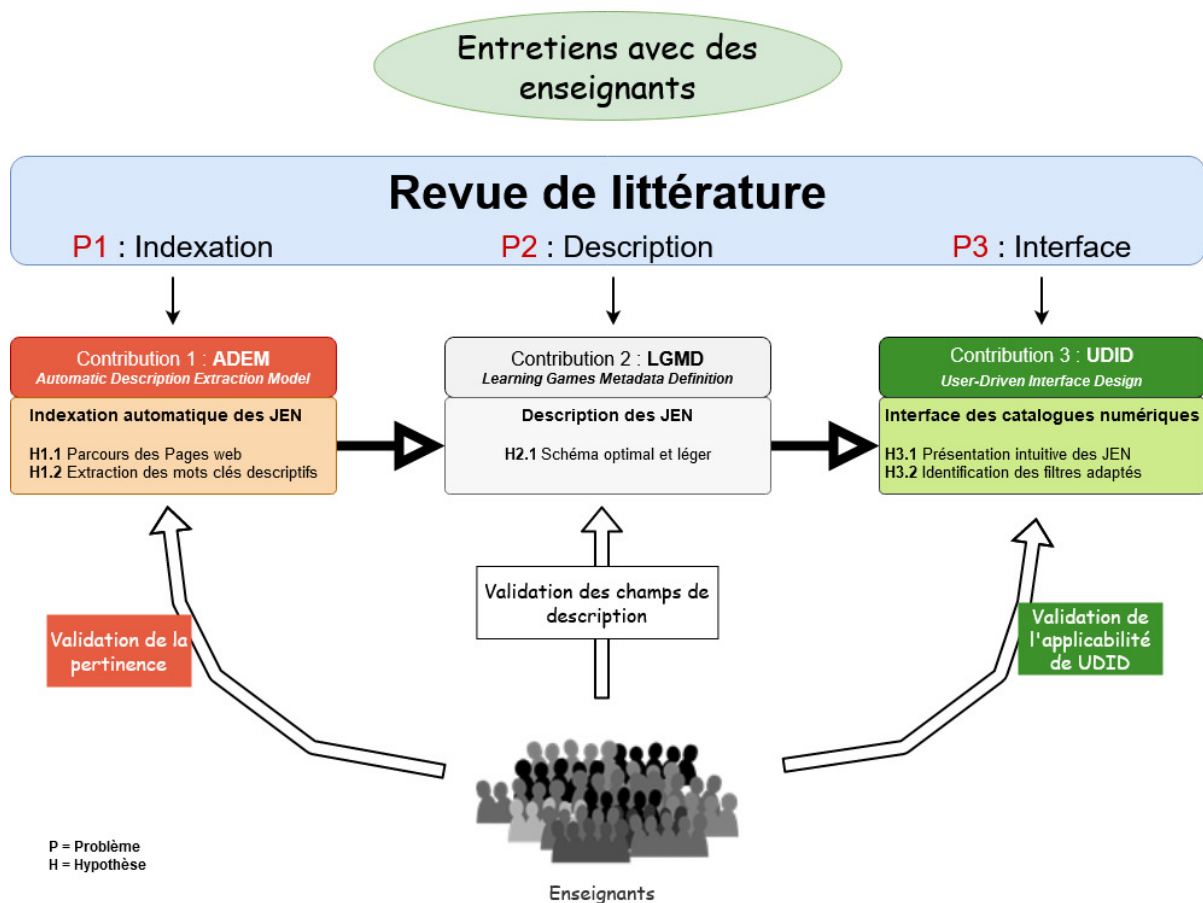 Entretiens avec des
enseignants
Revue de littérature
P1 : Indexation
P2 : Description
P3 : Interface
Contribution 1 : ADEM
Automatic Description Extraction Model
Indexation automatique des JEN
H1.1 Parcours des Pages web
H1.2 Extraction des mots clés descriptifs
Contribution 2 : LGMD
Learning Games Metadata Definition
Description des JEN
H2.1 Schéma optimal et léger
Contribution 3 : UDID
User-Driven Interface Design
Interface des catalogues numériques
H3.1 Présentation intuitive des JEN
H3.2 Identification des filtres adaptés
Validation de la
pertinence
Validation des champs de
description
Validation de
l'applicabilité
de UDID
P = Problème
H = Hypothèse
Enseignants